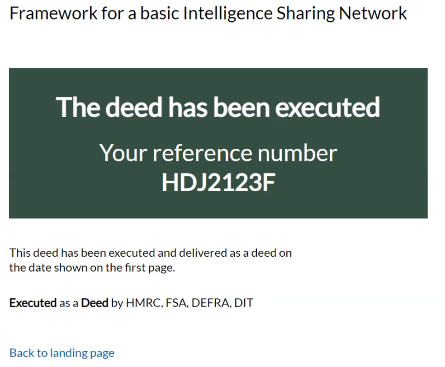 Framework for a basic Intelligence Sharing Network
The deed has been executed
Your reference number
HDJ2123F
This deed has been executed and delivered as a deed on
the date shown on the first page.
Executed as a Deed by HMRC, FSA, DEFRA, DIT
Back to landing page